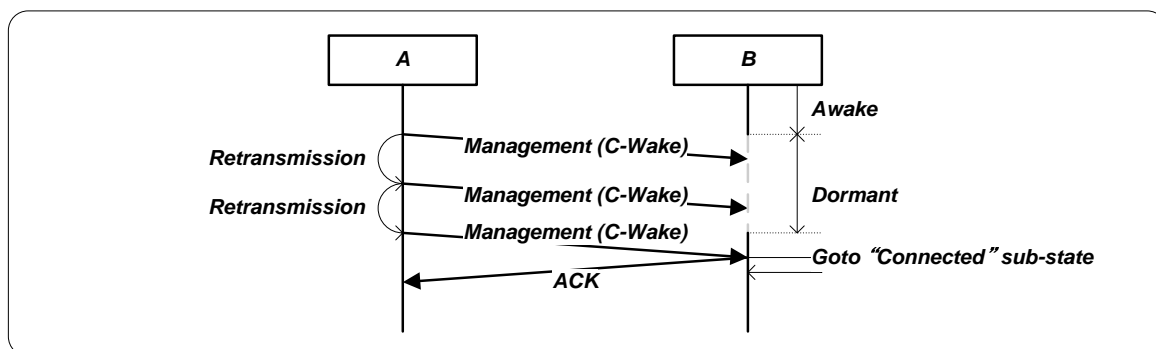 A
B
Awake
Management (C-Wake)
Retransmission
Management (C-Wake)
Retransmission
Dormant
Management (C-Wake)
Goto “Connected” sub-state
ACK